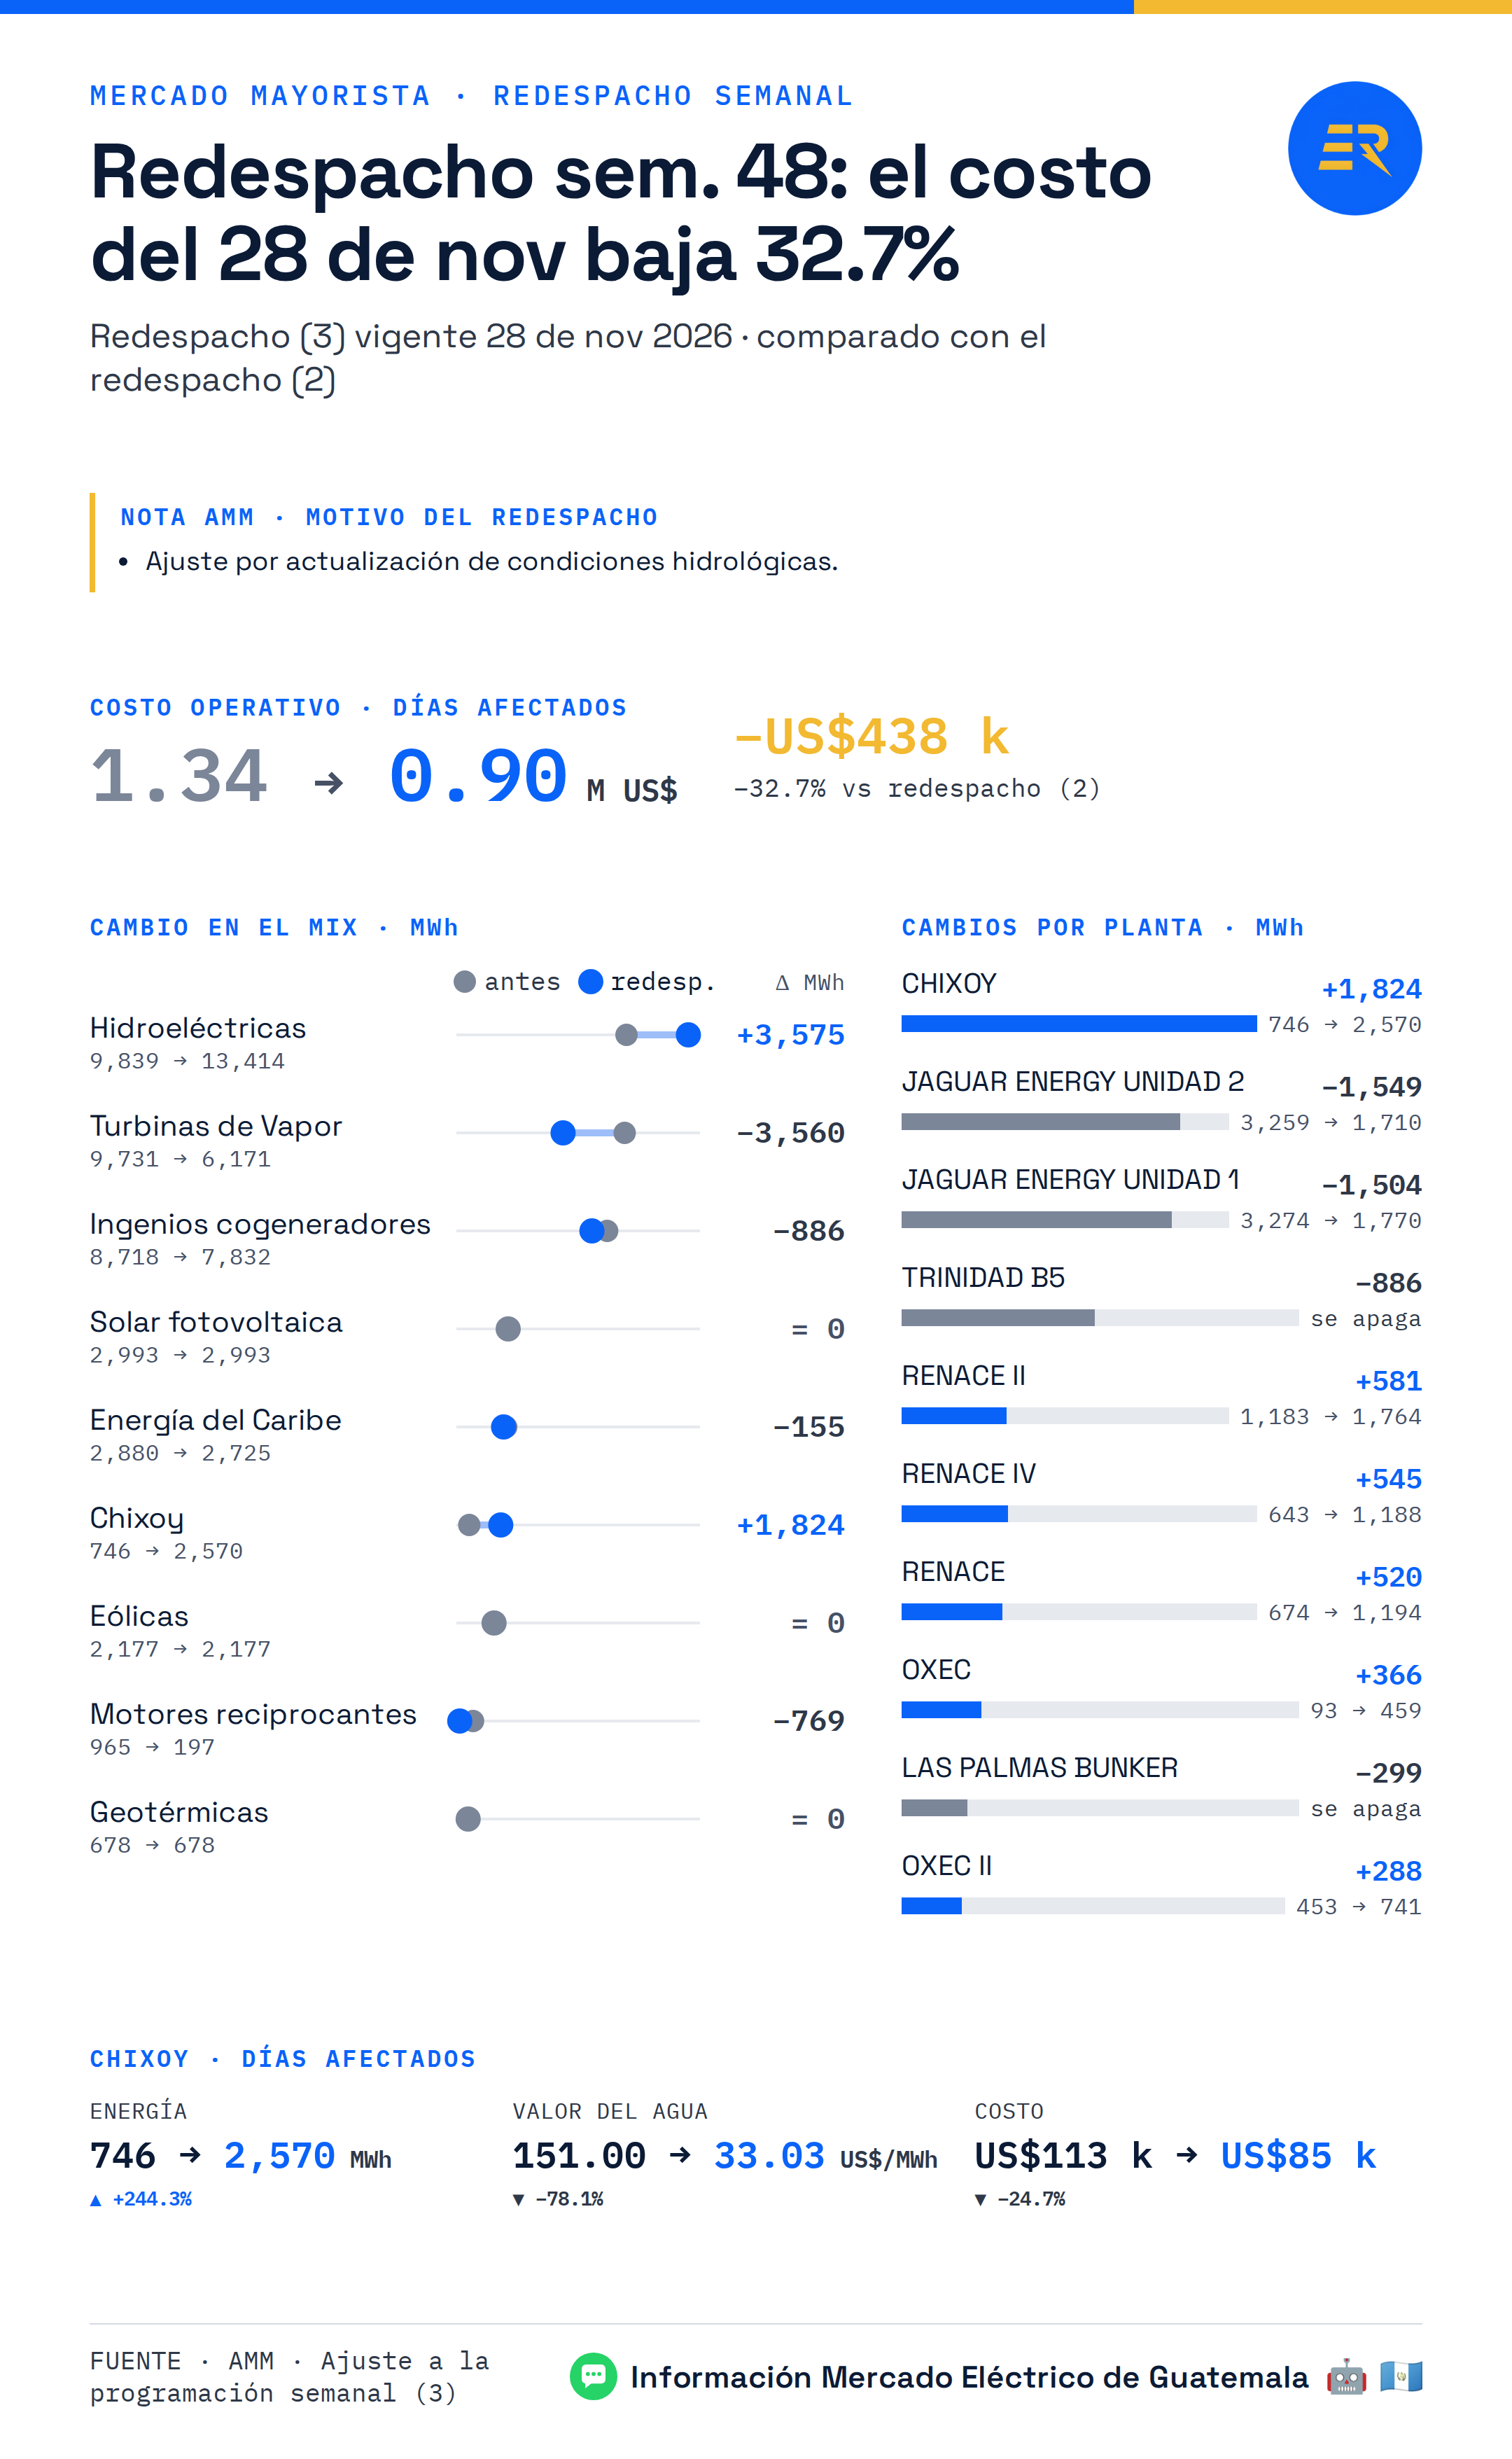 MERCADO MAYORISTA · REDESPACHO SEMANAL
Redespacho sem. 48: el costo
del 28 de nov baja 32.7%
Redespacho (3) vigente 28 de nov 2026 · comparado con el
redespacho (2)
ER
NOTA AMM · MOTIVO DEL REDESPACHO
• Ajuste por actualización de condiciones hidrológicas.
COSTO OPERATIVO · DÍAS AFECTADOS
1.34 → 0.90 M US$
−US$438 k
−32.7% vs redespacho (2)
CAMBIO EN EL MIX · MWh
antes redesp. Δ MWh
Hidroeléctricas
9,839 → 13,414
+3,575
Turbinas de Vapor
9,731 → 6,171
−3,560
Ingenios cogeneradores
8,718 → 7,832
−886
Solar fotovoltaica
2,993 → 2,993
= 0
Energía del Caribe
2,880 → 2,725
−155
Chixoy
746 → 2,570
+1,824
Eólicas
2,177 → 2,177
= 0
Motores reciprocantes
965 → 197
−769
Geotérmicas
678 → 678
= 0
CAMBIOS POR PLANTA · MWh
CHIXOY
+1,824
746 → 2,570
JAGUAR ENERGY UNIDAD 2
−1,549
3,259 → 1,710
JAGUAR ENERGY UNIDAD 1
−1,504
3,274 → 1,770
TRINIDAD B5
−886
se apaga
RENACE II
+581
1,183 → 1,764
RENACE IV
+545
643 → 1,188
RENACE
+520
674 → 1,194
OXEC
+366
93 → 459
LAS PALMAS BUNKER
−299
se apaga
OXEC II
+288
453 → 741
CHIXOY · DÍAS AFECTADOS
ENERGÍA
746 → 2,570 MWh
▲ +244.3%
VALOR DEL AGUA
151.00 → 33.03 US$/MWh
▼ −78.1%
COSTO
US$113 k → US$85 k
▼ −24.7%
FUENTE · AMM · Ajuste a la
programación semanal (3)
Información Mercado Eléctrico de Guatemala 🤖 🇬🇹